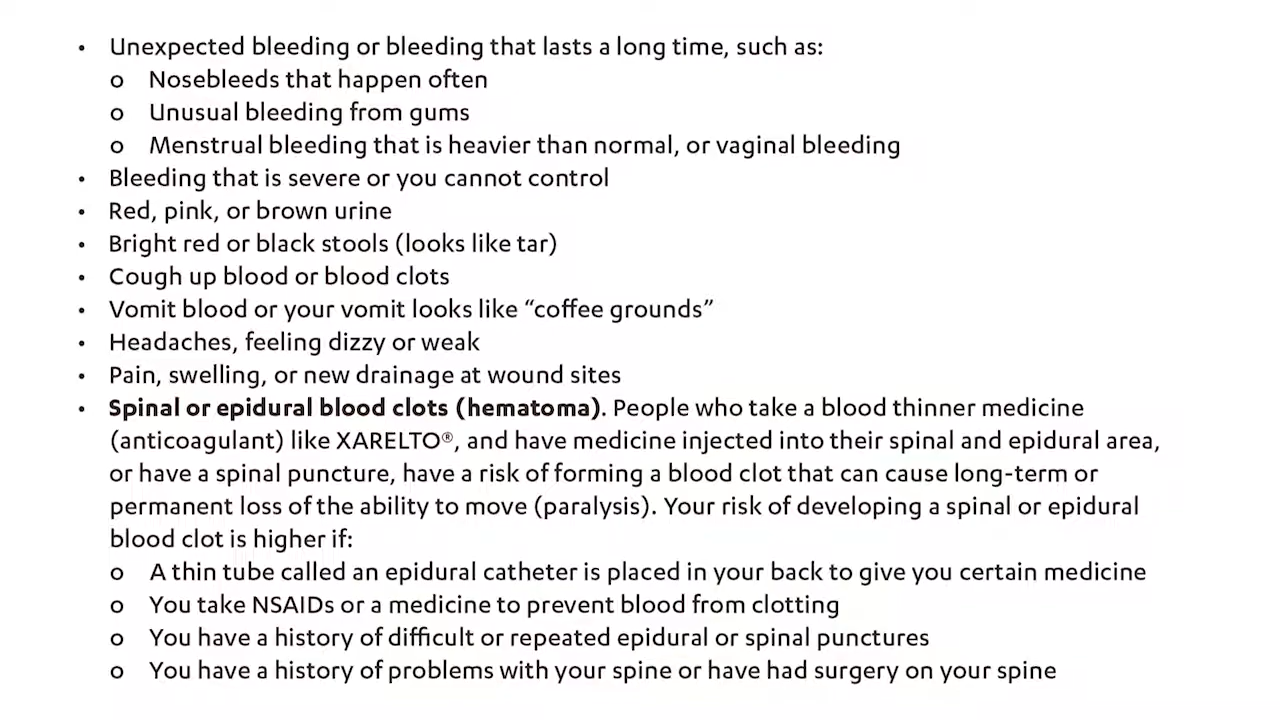 • Unexpected bleeding or bleeding that lasts a long time, such as:
o Nosebleeds that happen often
o Unusual bleeding from gums
o Menstrual bleeding that is heavier than normal, or vaginal bleeding
• Bleeding that is severe or you cannot control
• Red, pink, or brown urine
• Bright red or black stools (looks like tar)
• Cough up blood or blood clots
• Vomit blood or your vomit looks like “coffee grounds”
• Headaches, feeling dizzy or weak
• Pain, swelling, or new drainage at wound sites
• Spinal or epidural blood clots (hematoma). People who take a blood thinner medicine
(anticoagulant) like XARELTO®, and have medicine injected into their spinal and epidural area,
or have a spinal puncture, have a risk of forming a blood clot that can cause long-term or
permanent loss of the ability to move (paralysis). Your risk of developing a spinal or epidural
blood clot is higher if:
o A thin tube called an epidural catheter is placed in your back to give you certain medicine
o You take NSAIDs or a medicine to prevent blood from clotting
o You have a history of difficult or repeated epidural or spinal punctures
o You have a history of problems with your spine or have had surgery on your spine